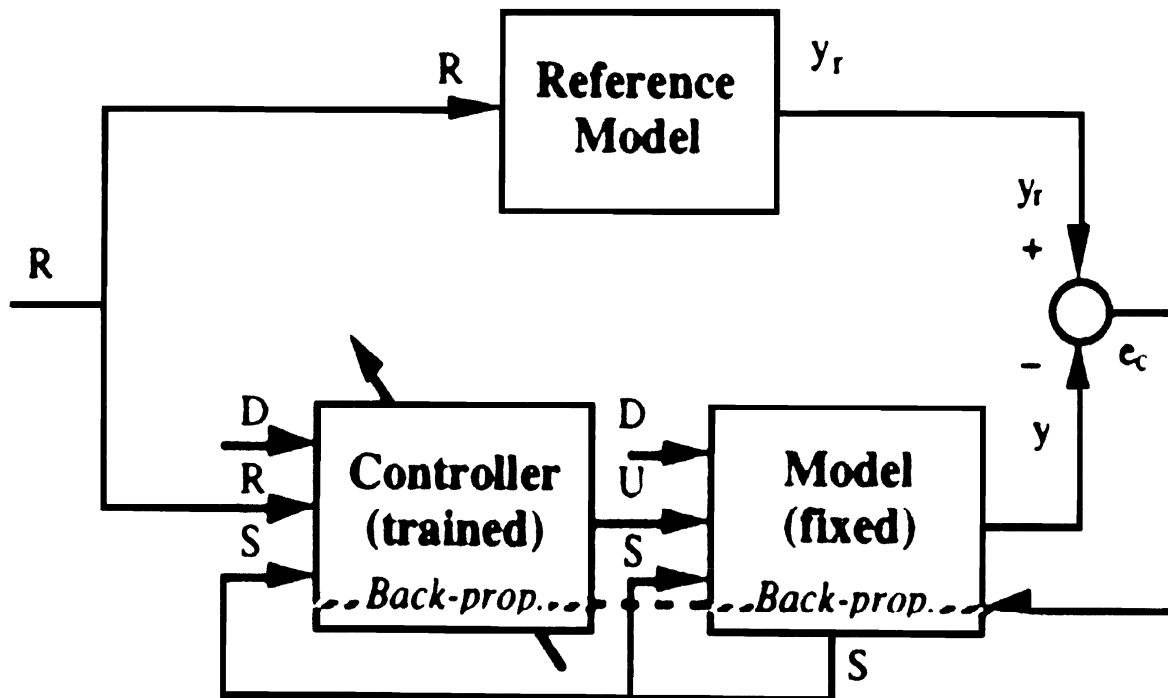 R
Reference
Model
y_r
y_r
+
R
e_c
-
y
D
R
S
Controller
(trained)
Back-prop.
D
U
S
Model
(fixed)
Back-prop.
S